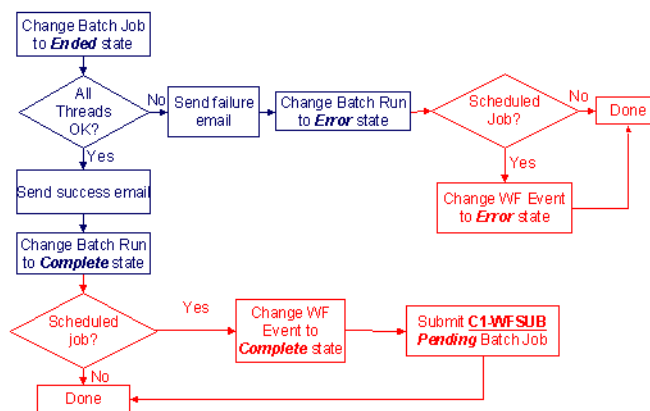 Change Batch Job
to Ended state
All
Threads
OK?
No
Send failure
email
Change Batch Run
to Error state
Scheduled
Job?
No
Done
Yes
Change WF Event
to Error state
Yes
Send success email
Change Batch Run
to Complete state
Scheduled
job?
Yes
Change WF
Event to
Complete state
Submit C1-WFSUB
Pending Batch Job
No
Done